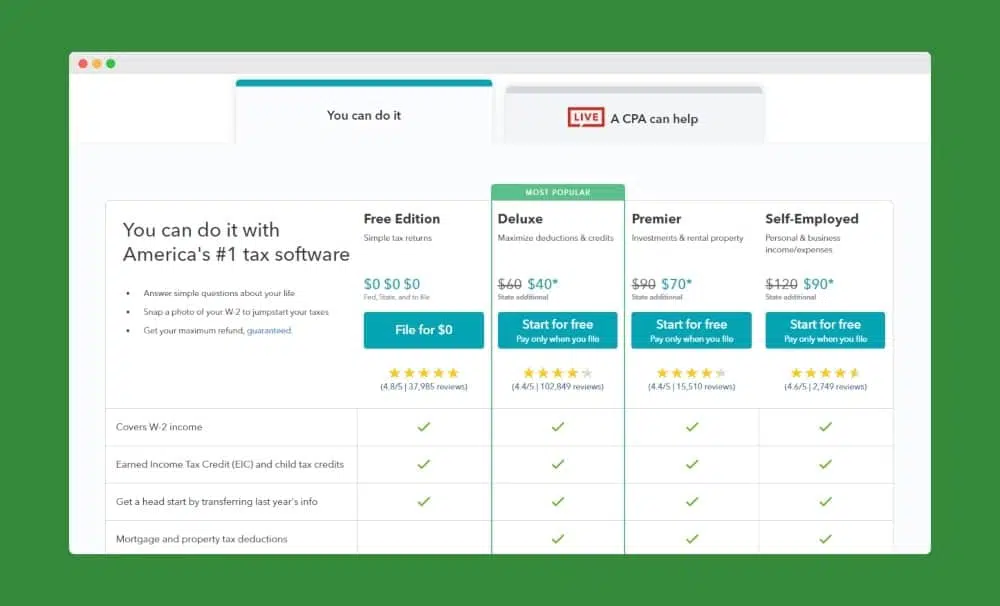 You can do it
LIVE A CPA can help
MOST POPULAR
You can do it with
America's #1 tax software
Answer simple questions about your life
Snap a photo of your W-2 to jumpstart your taxes
Get your maximum refund, guaranteed.
Free Edition
Simple tax returns
$0 $0 $0
Fed, State, and to file
File for $0
(4.8/5 | 37,985 reviews)
Deluxe
Maximize deductions & credits
$60 $40*
State additional
Start for free
Pay only when you file
(4.4/5 | 102,849 reviews)
Premier
Investments & rental property
$90 $70*
State additional
Start for free
Pay only when you file
(4.4/5 | 15,510 reviews)
Self-Employed
Personal & business
income/expenses
$120 $90*
State additional
Start for free
Pay only when you file
(4.6/5 | 2,749 reviews)
Covers W-2 income
Earned Income Tax Credit (EIC) and child tax credits
Get a head start by transferring last year's info
Mortgage and property tax deductions